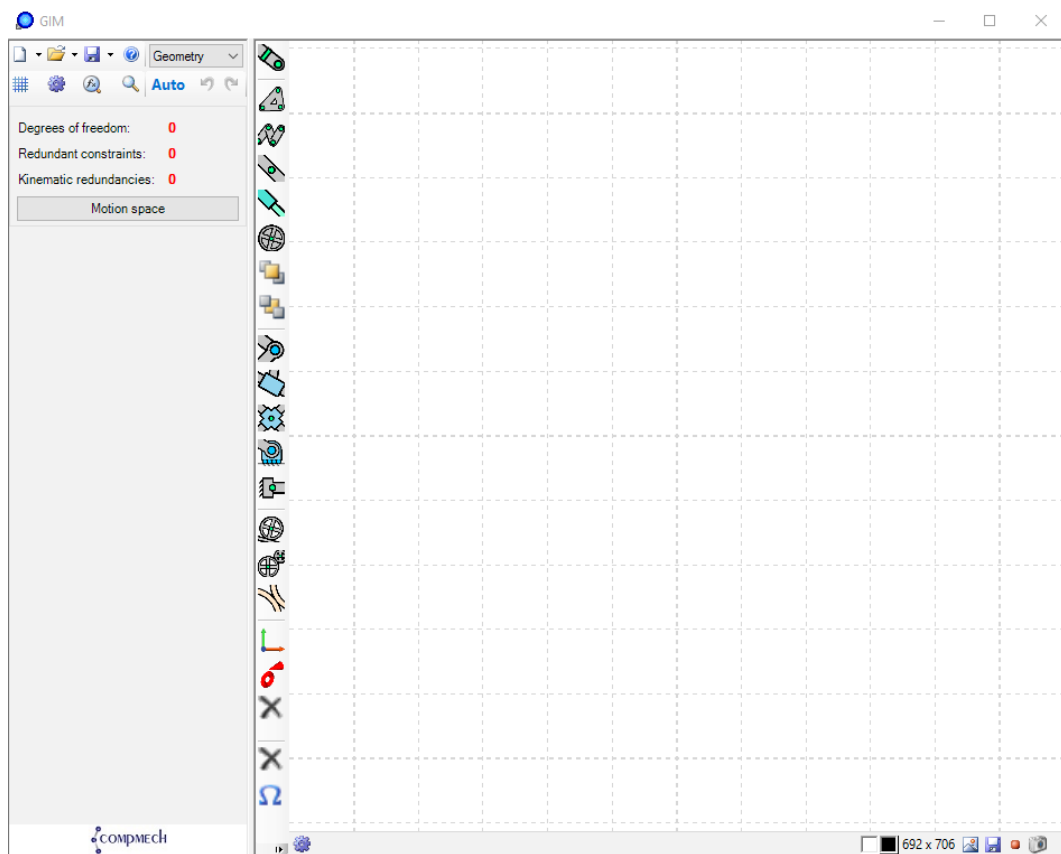 GIM
Geometry
Auto
Degrees of freedom: 0
Redundant constraints: 0
Kinematic redundancies: 0
Motion space
COMPMECH
692 x 706